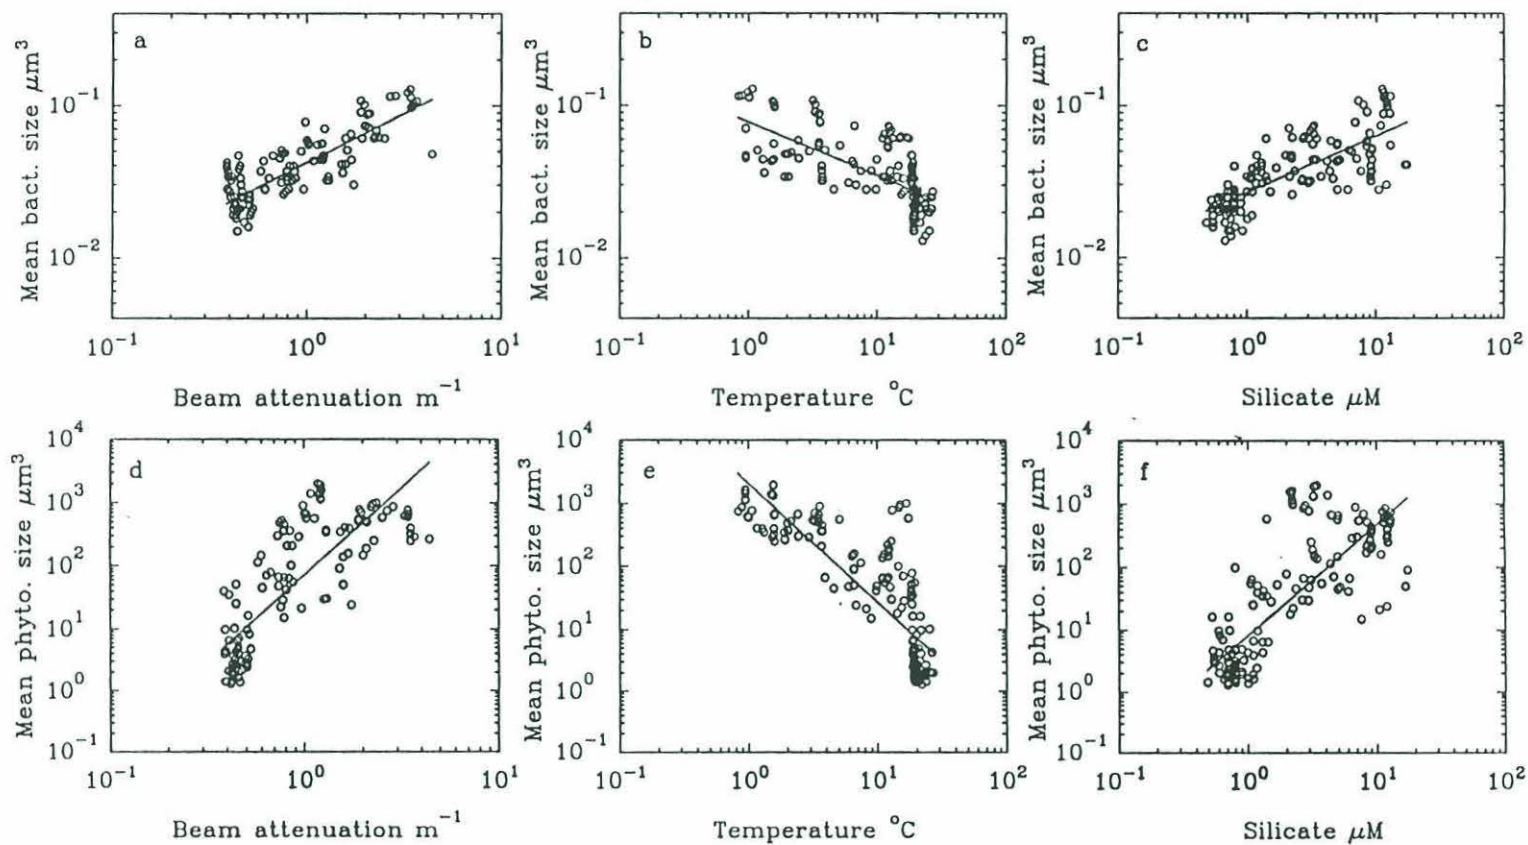 a
b
c
Mean bact. size μm³
Mean bact. size μm³
Mean bact. size μm³
10⁻¹
10⁻²
10⁻¹
10⁻²
10⁻¹
10⁻²
10⁻¹ 10⁰ 10¹
10⁻¹ 10⁰ 10¹ 10²
10⁻¹ 10⁰ 10¹ 10²
Beam attenuation m⁻¹
Temperature °C
Silicate μM
d
e
f
Mean phyto. size μm³
Mean phyto. size μm³
Mean phyto. size μm³
10⁴
10³
10²
10¹
10⁰
10⁻¹
10⁴
10³
10²
10¹
10⁰
10⁻¹
10⁴
10³
10²
10¹
10⁰
10⁻¹
10⁻¹ 10⁰ 10¹
10⁻¹ 10⁰ 10¹ 10²
10⁻¹ 10⁰ 10¹ 10²
Beam attenuation m⁻¹
Temperature °C
Silicate μM